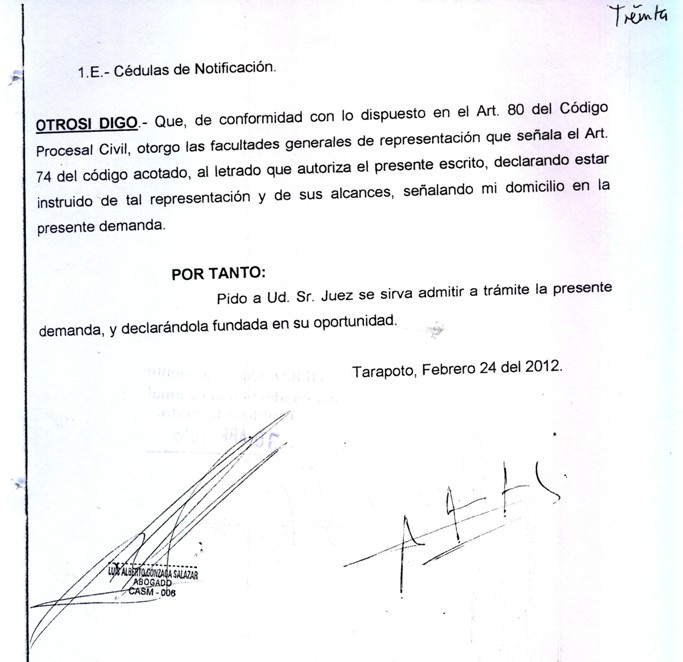 Treinta
1.E.- Cédulas de Notificación.
OTROSI DIGO.- Que, de conformidad con lo dispuesto en el Art. 80 del Código
Procesal Civil, otorgo las facultades generales de representación que señala el Art.
74 del código acotado, al letrado que autoriza el presente escrito, declarando estar
instruido de tal representación y de sus alcances, señalando mi domicilio en la
presente demanda.
POR TANTO:
Pido a Ud. Sr. Juez se sirva admitir a trámite la presente
demanda, y declarándola fundada en su oportunidad.
Tarapoto, Febrero 24 del 2012.
LUIS ALBERTO GONZAGA SALAZAR
ABOGADO
CASM - 006